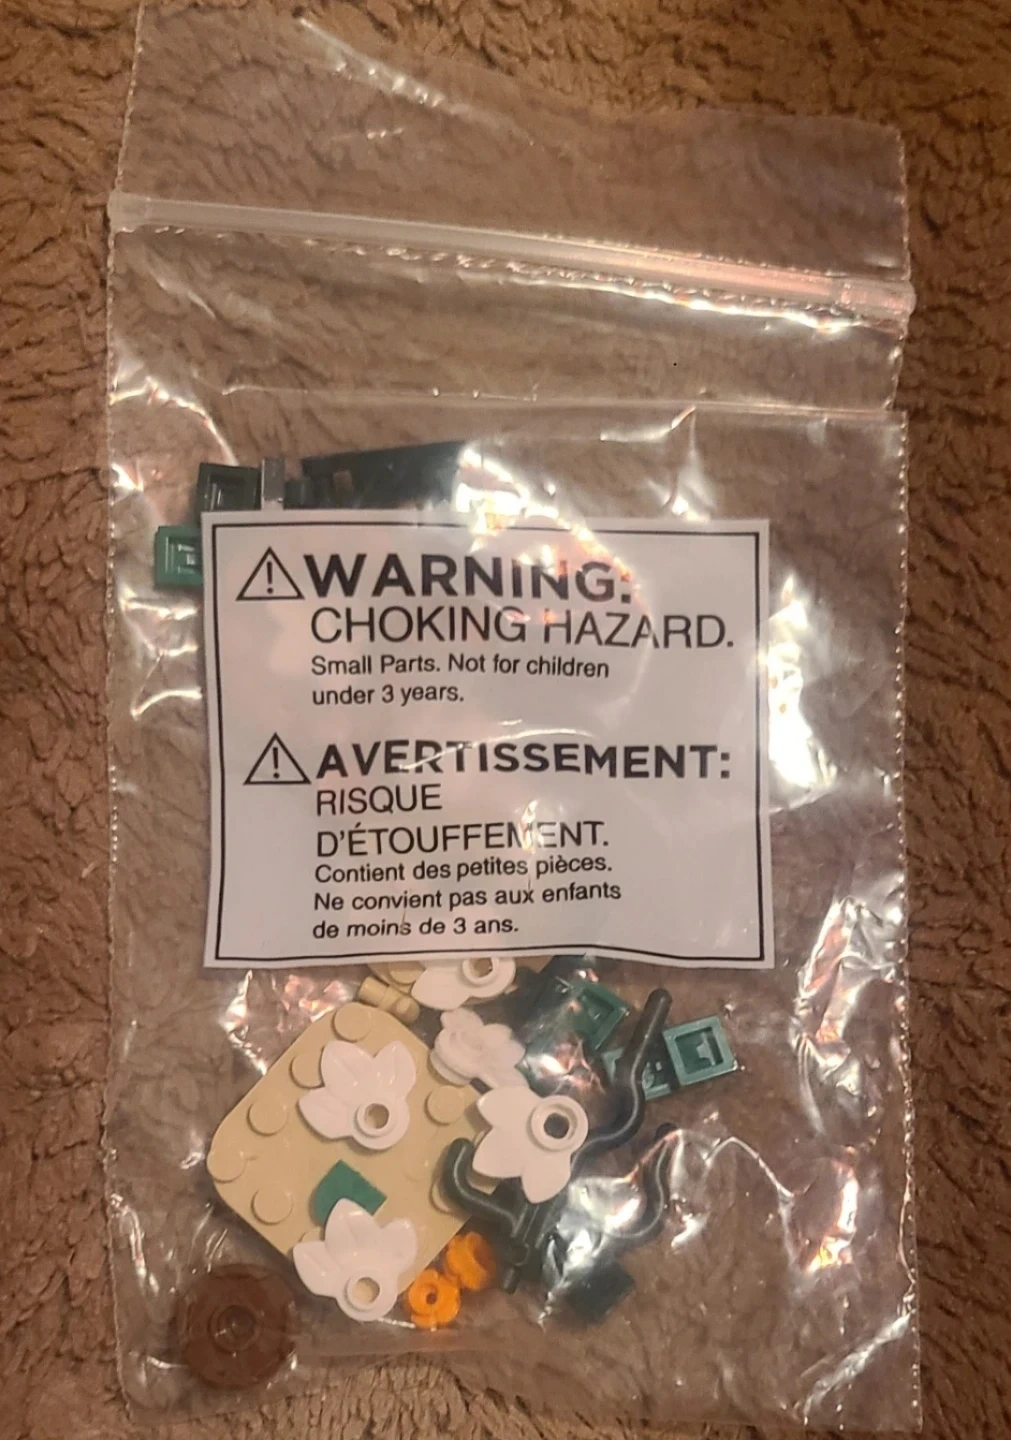 WARNING:
CHOKING HAZARD.
Small Parts. Not for children
under 3 years.
AVERTISSEMENT:
RISQUE
D'ÉTOUFFEMENT.
Contient des petites pièces.
Ne convient pas aux enfants
de moins de 3 ans.